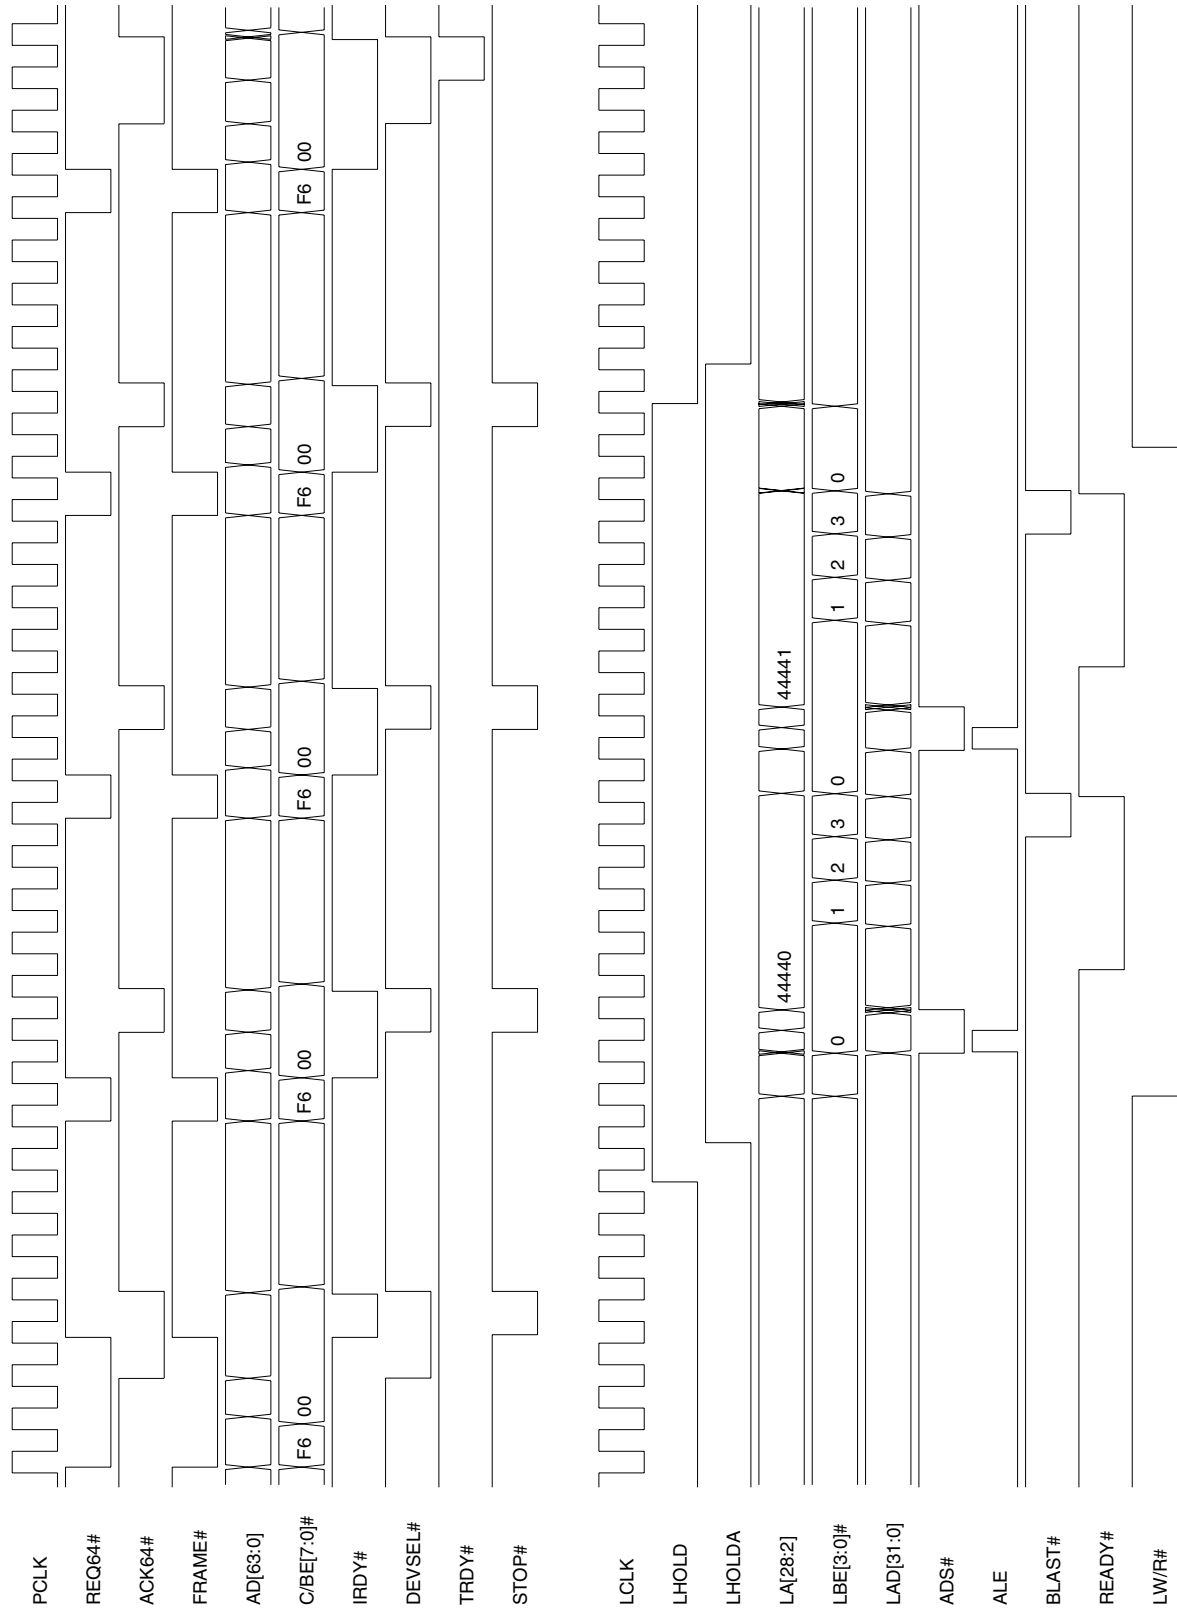 PCLK
REQ64#
ACK64#
FRAME#
AD[63:0]
C/BE[7:0]# F6 00 F6 00 F6 00 F6 00 F6 00
IRDY#
DEVSEL#
TRDY#
STOP#
LCLK
LHOLD
LHOLDA
LA[28:2] 44440 44441
LBE[3:0]# 0 1 2 3 0 1 2 3 0
LAD[31:0]
ADS#
ALE
BLAST#
READY#
LW/R#